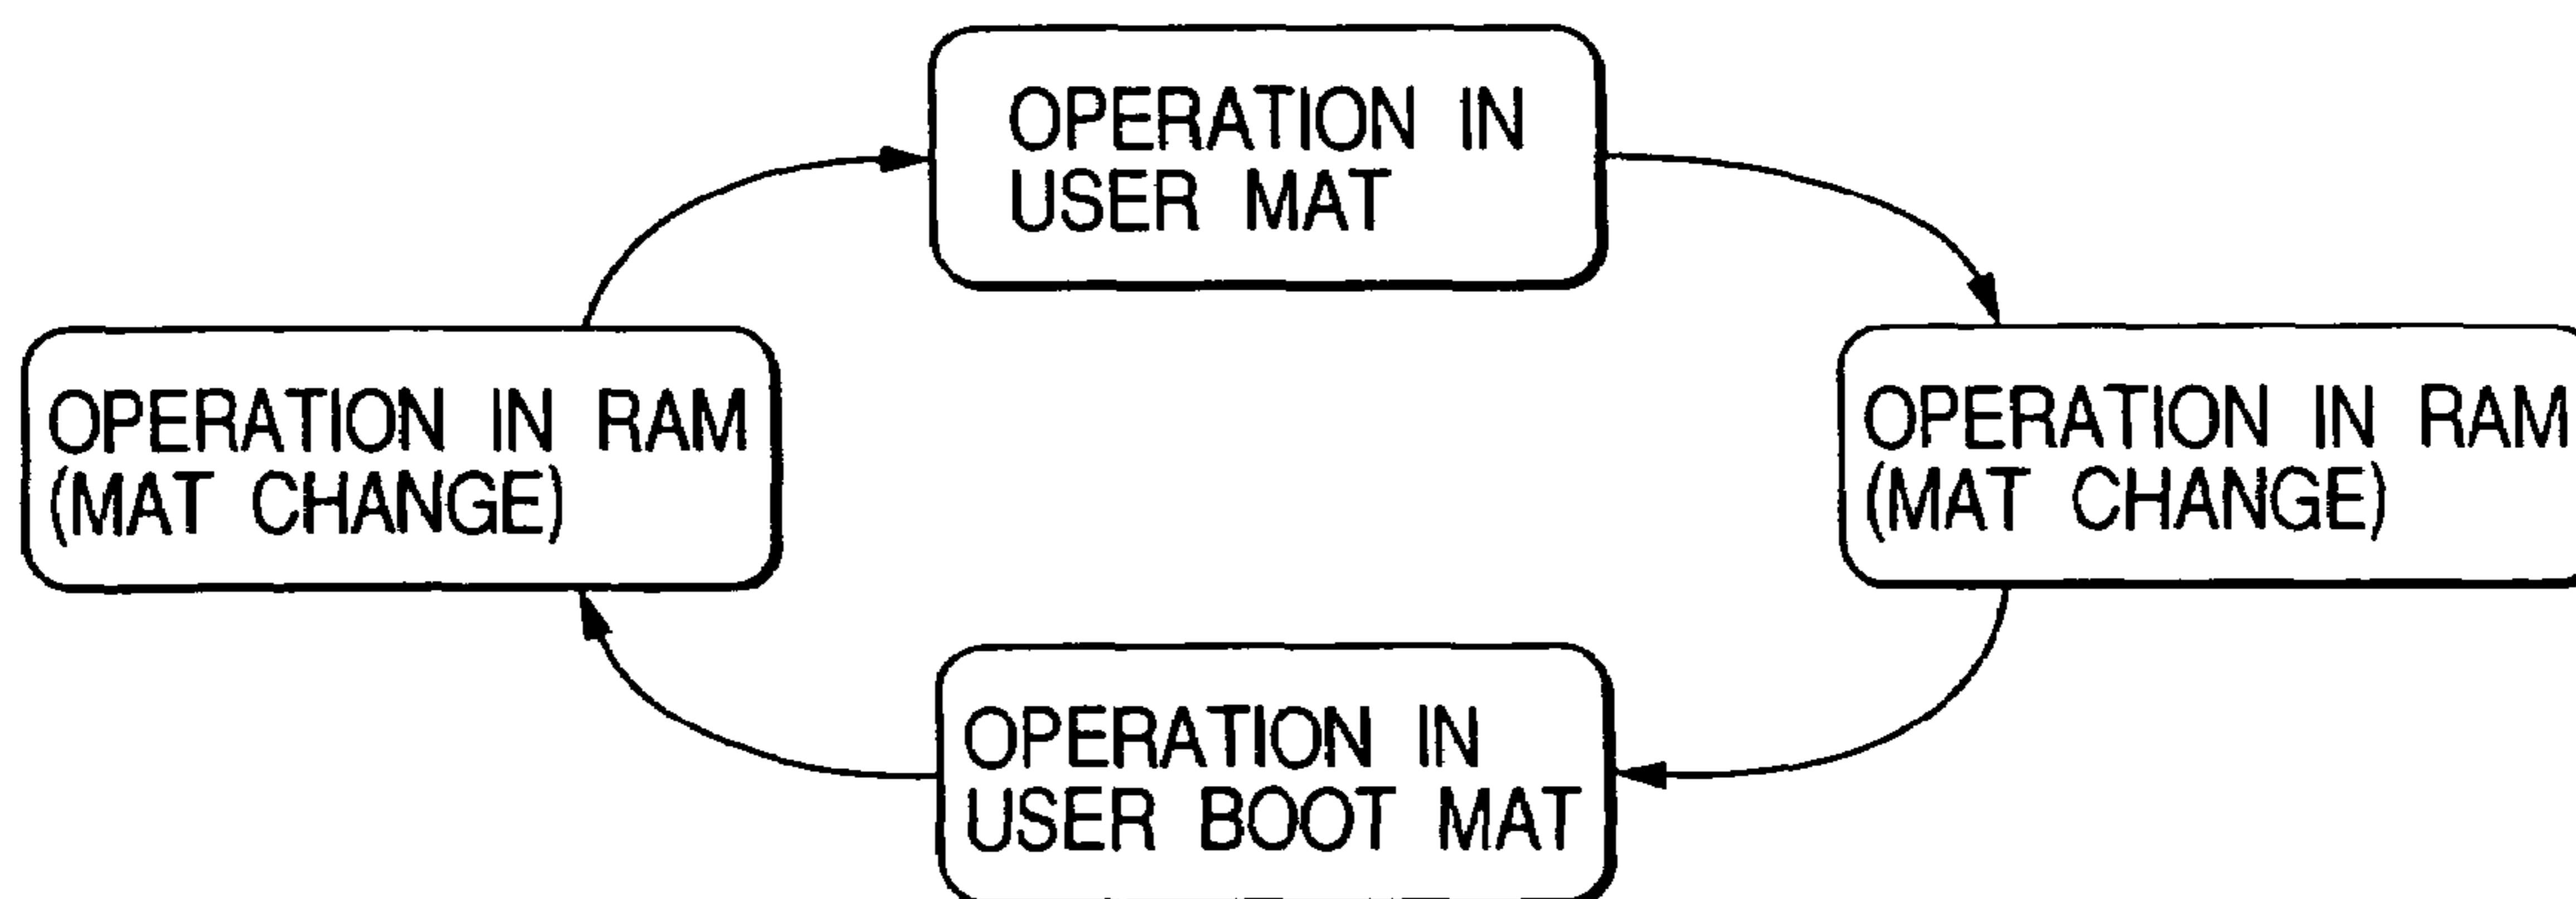 OPERATION IN
USER MAT
OPERATION IN RAM
(MAT CHANGE)
OPERATION IN RAM
(MAT CHANGE)
OPERATION IN
USER BOOT MAT